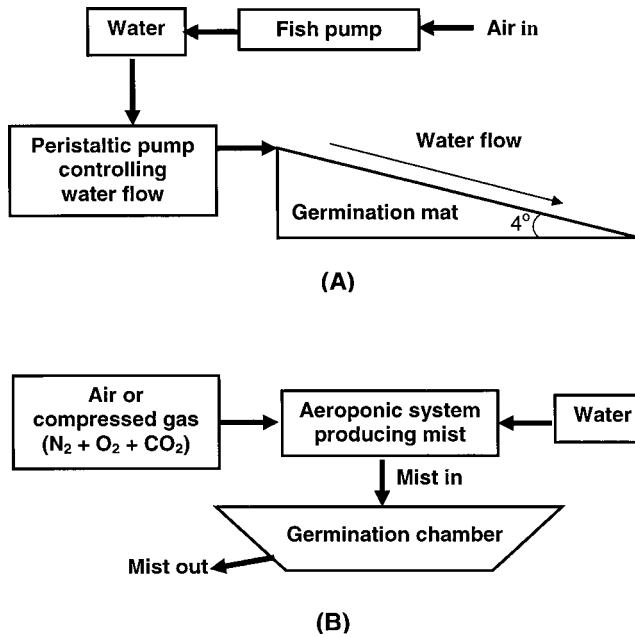 Water
Fish pump
Air in
Peristaltic pump
controlling
water flow
Water flow
Germination mat
4°
(A)
Air or
compressed gas
(N₂ + O₂ + CO₂)
Aeroponic system
producing mist
Water
Mist in
Germination chamber
Mist out
(B)